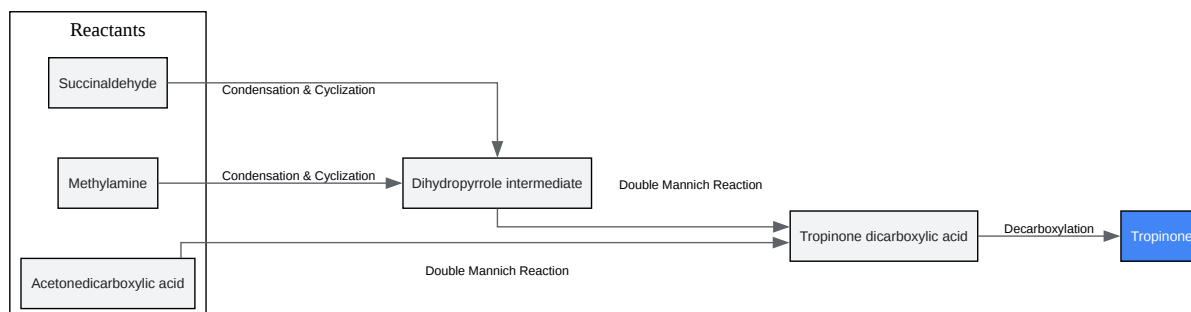 Reactants
Succinaldehyde
Condensation & Cyclization
Methylamine
Condensation & Cyclization
Dihydropyrrole intermediate
Double Mannich Reaction
Tropinone dicarboxylic acid
Decarboxylation
Tropinone
Acetonedicarboxylic acid
Double Mannich Reaction